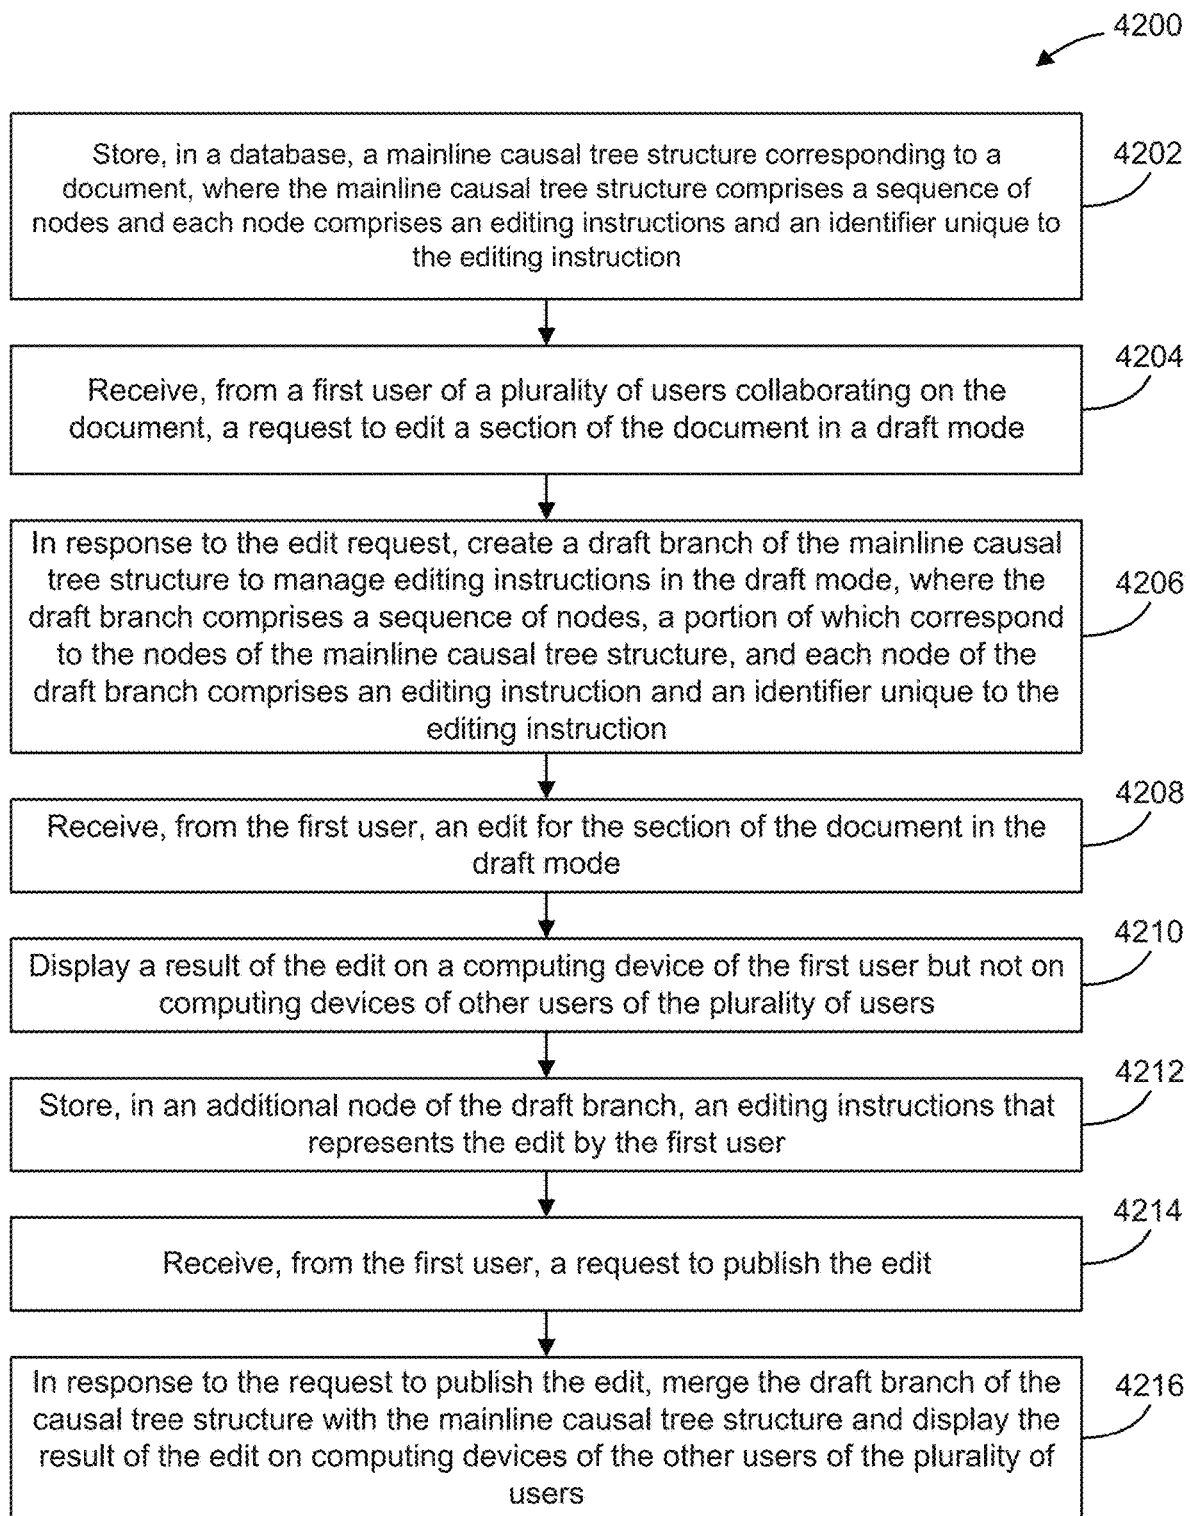 4200
Store, in a database, a mainline causal tree structure corresponding to a
document, where the mainline causal tree structure comprises a sequence of
nodes and each node comprises an editing instructions and an identifier unique to
the editing instruction
4202
Receive, from a first user of a plurality of users collaborating on the
document, a request to edit a section of the document in a draft mode
4204
In response to the edit request, create a draft branch of the mainline causal
tree structure to manage editing instructions in the draft mode, where the
draft branch comprises a sequence of nodes, a portion of which correspond
to the nodes of the mainline causal tree structure, and each node of the
draft branch comprises an editing instruction and an identifier unique to the
editing instruction
4206
Receive, from the first user, an edit for the section of the document in the
draft mode
4208
Display a result of the edit on a computing device of the first user but not on
computing devices of other users of the plurality of users
4210
Store, in an additional node of the draft branch, an editing instructions that
represents the edit by the first user
4212
Receive, from the first user, a request to publish the edit
4214
In response to the request to publish the edit, merge the draft branch of the
causal tree structure with the mainline causal tree structure and display the
result of the edit on computing devices of the other users of the plurality of
users
4216